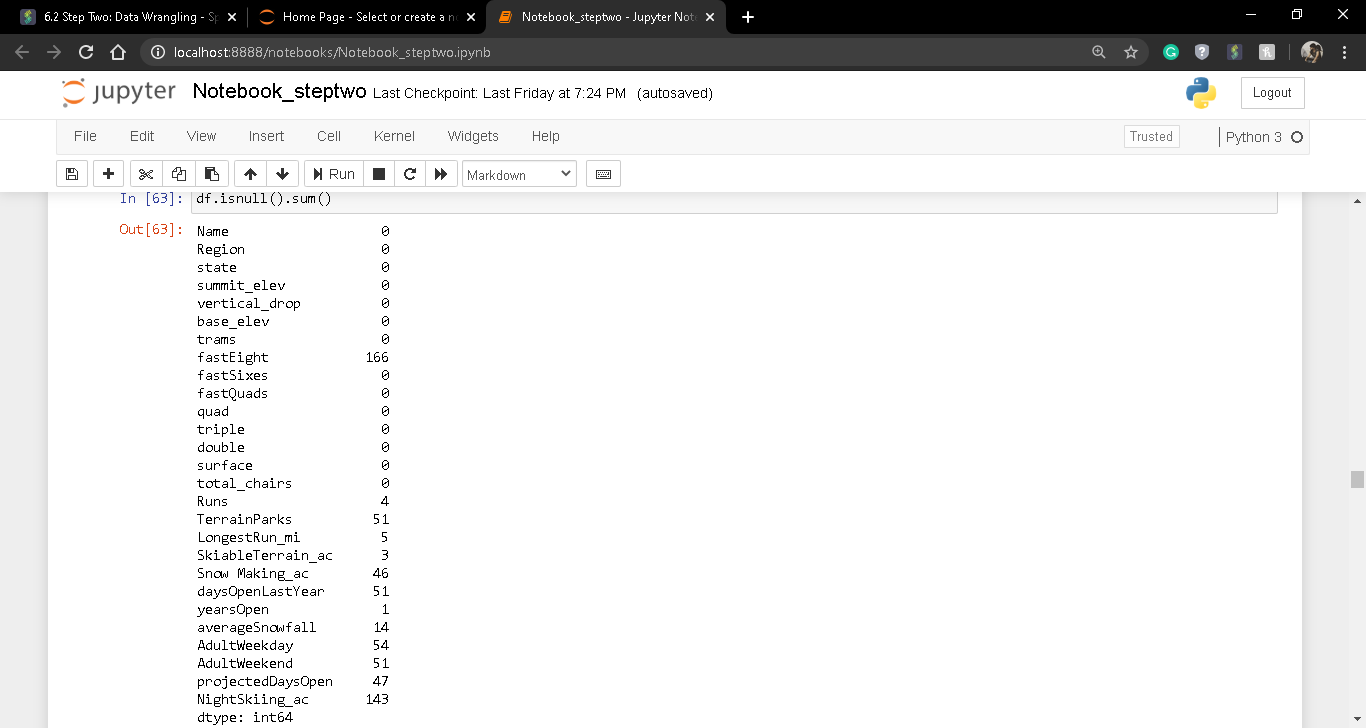 6.2 Step Two: Data Wrangling - Sp
Home Page - Select or create a n
Notebook_steptwo - Jupyter Note
localhost:8888/notebooks/Notebook_steptwo.ipynb
jupyter Notebook_steptwo Last Checkpoint: Last Friday at 7:24 PM (autosaved)
Logout
File Edit View Insert Cell Kernel Widgets Help
Trusted Python 3
Run Markdown
In [63]: df.isnull().sum()
Out[63]: Name 0
Region 0
state 0
summit_elev 0
vertical_drop 0
base_elev 0
trams 0
fastEight 166
fastSixes 0
fastQuads 0
quad 0
triple 0
double 0
surface 0
total_chairs 0
Runs 4
TerrainParks 51
LongestRun_mi 5
SkiableTerrain_ac 3
Snow Making_ac 46
daysOpenLastYear 51
yearsOpen 1
averageSnowfall 14
AdultWeekday 54
AdultWeekend 51
projectedDaysOpen 47
NightSkiing_ac 143
dtype: int64